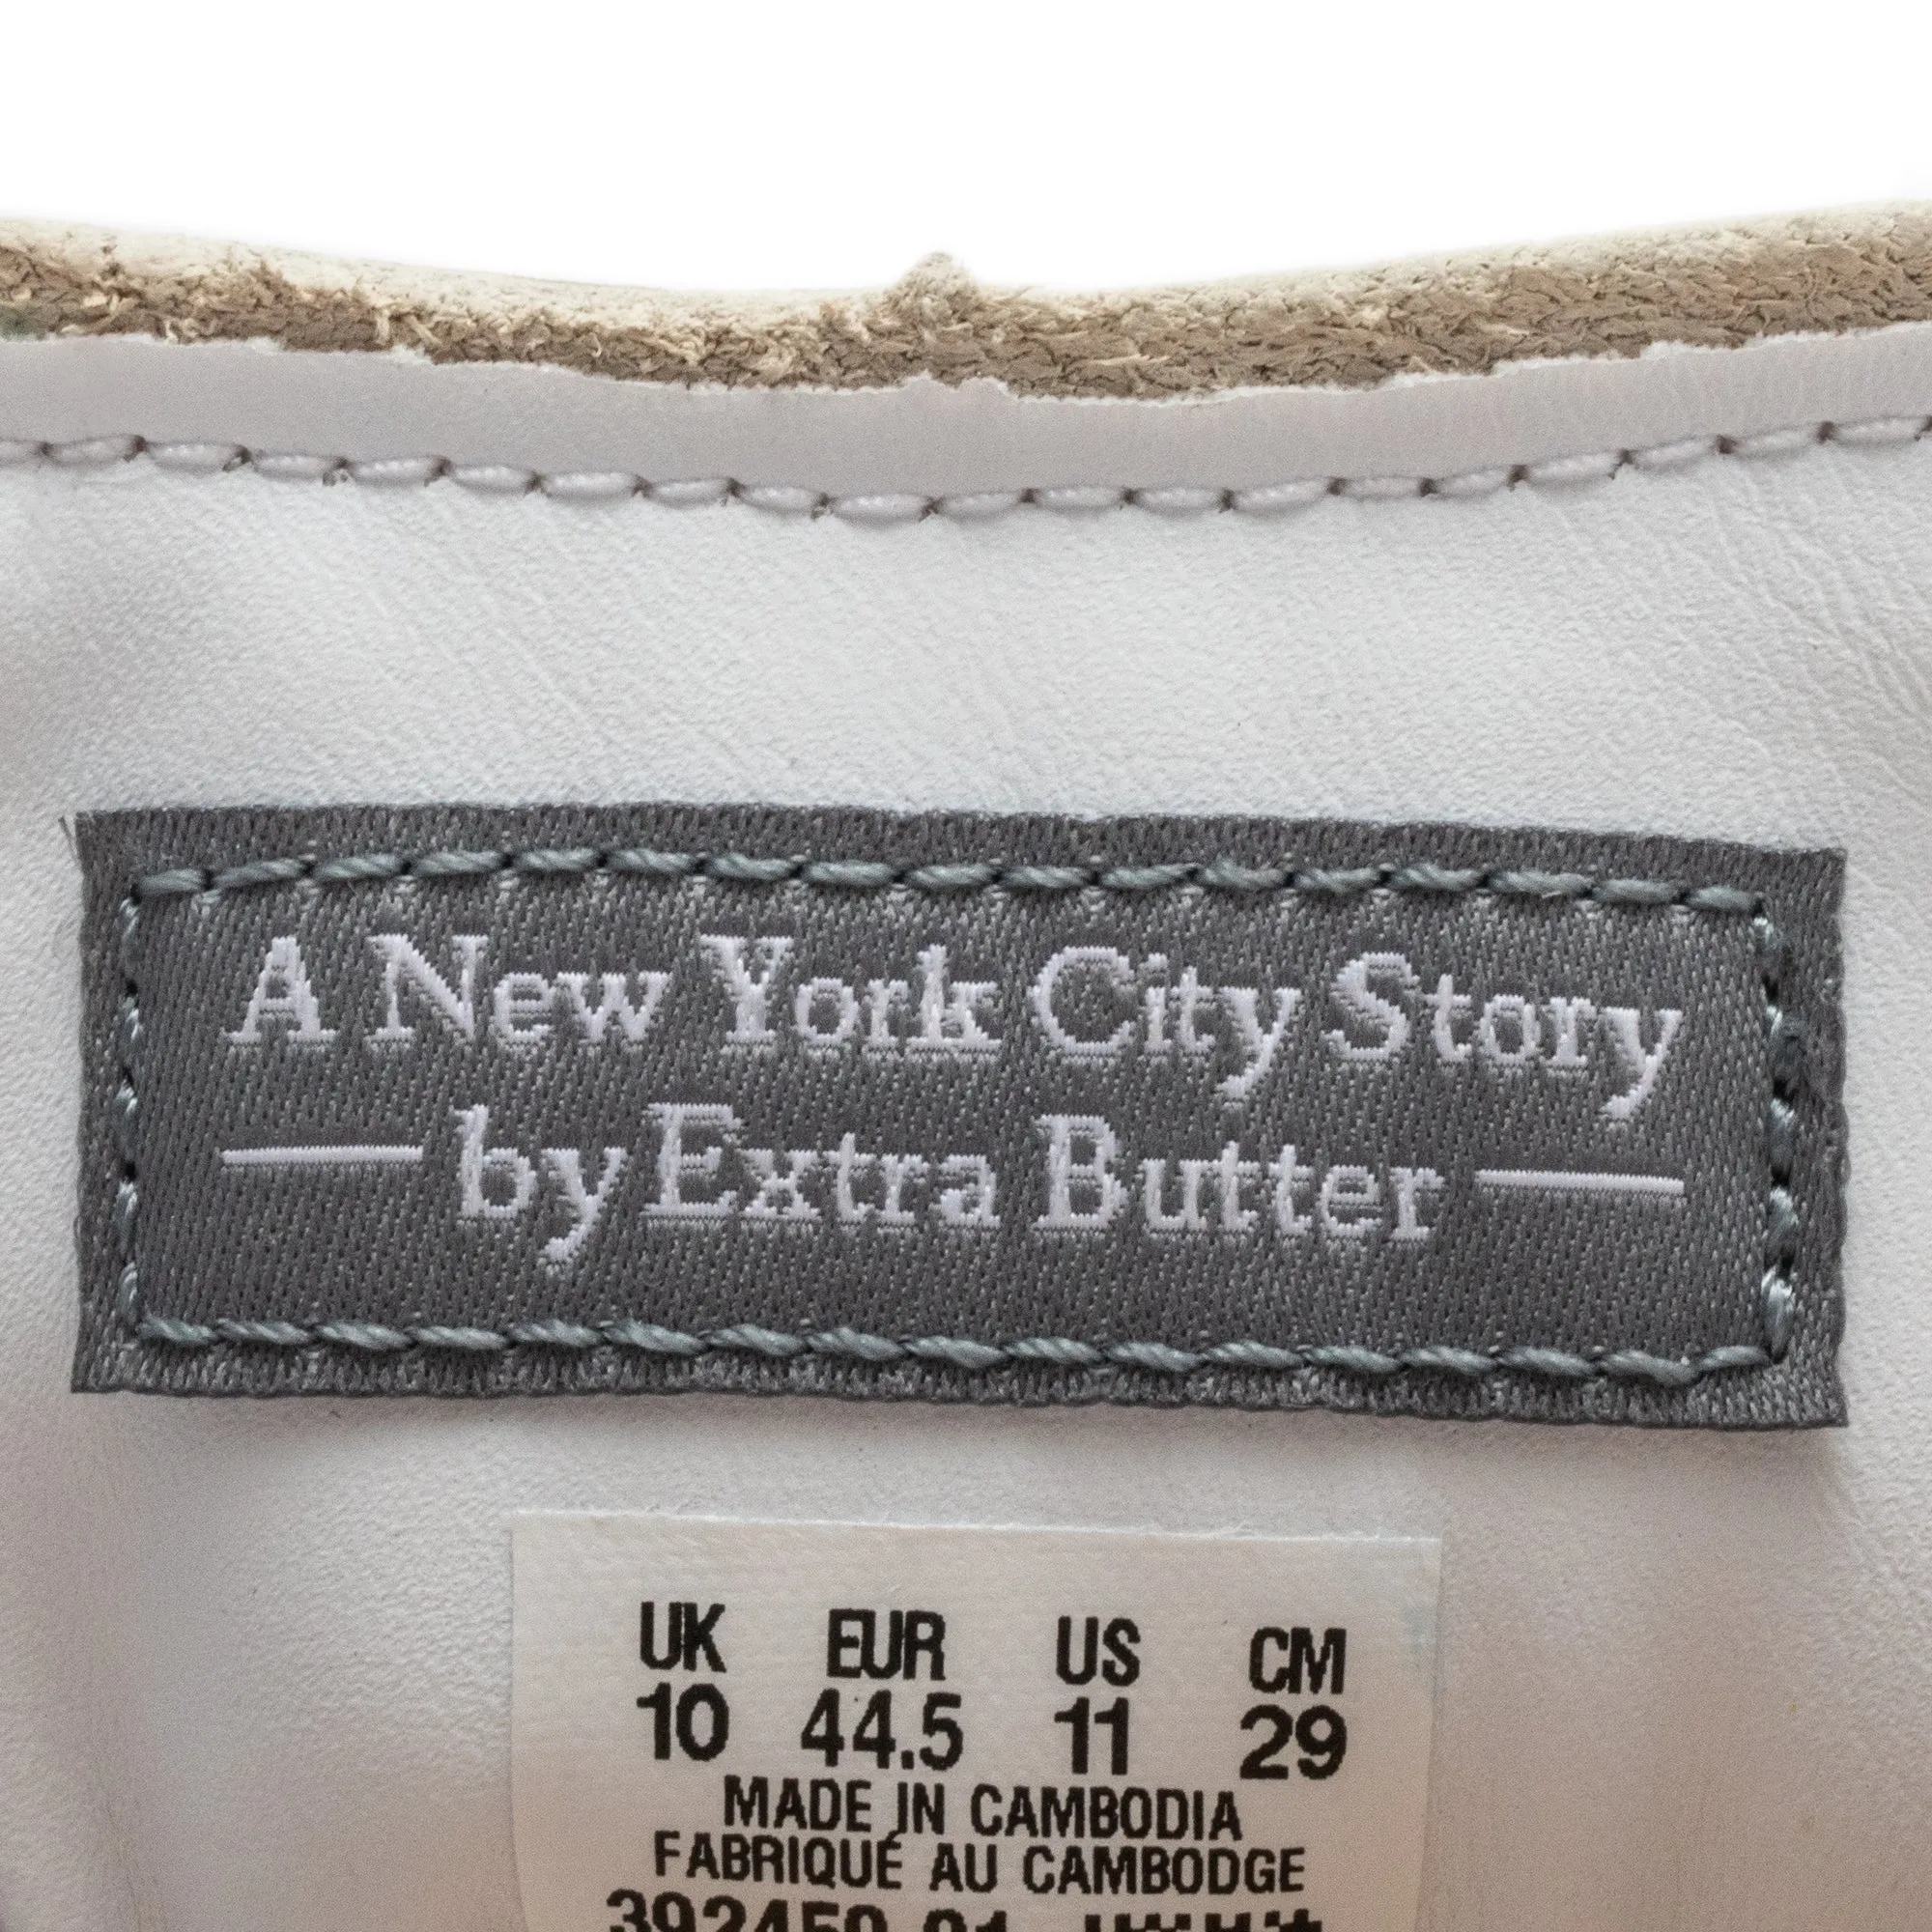 A New York City Story
by Extra Butter
UK EUR US CM
10 44.5 11 29
MADE IN CAMBODIA
FABRIQUÉ AU CAMBODGE